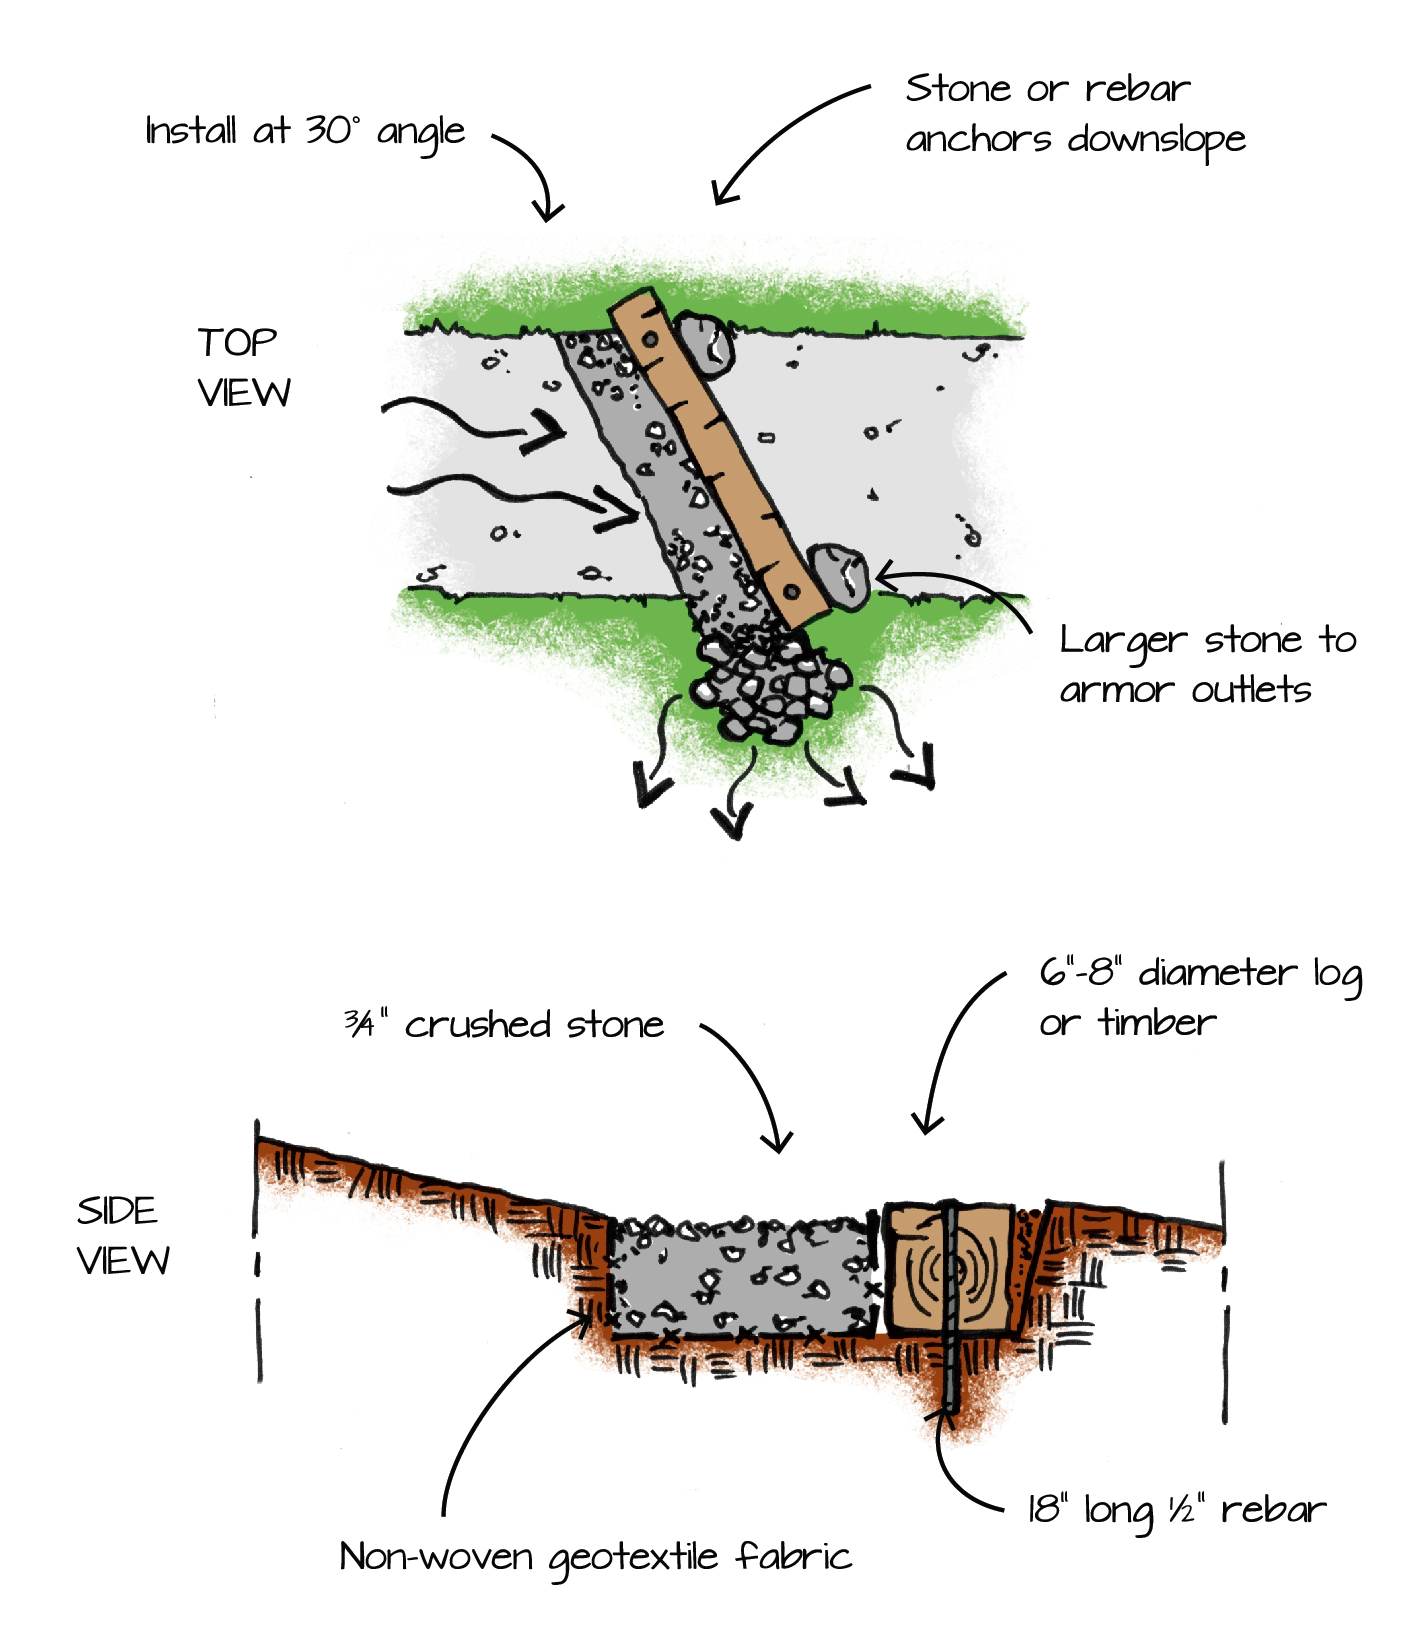 Install at 30° angle
Stone or rebar
anchors downslope
TOP
VIEW
Larger stone to
armor outlets
6"-8" diameter log
or timber
¾" crushed stone
SIDE
VIEW
18" long ½" rebar
Non-woven geotextile fabric